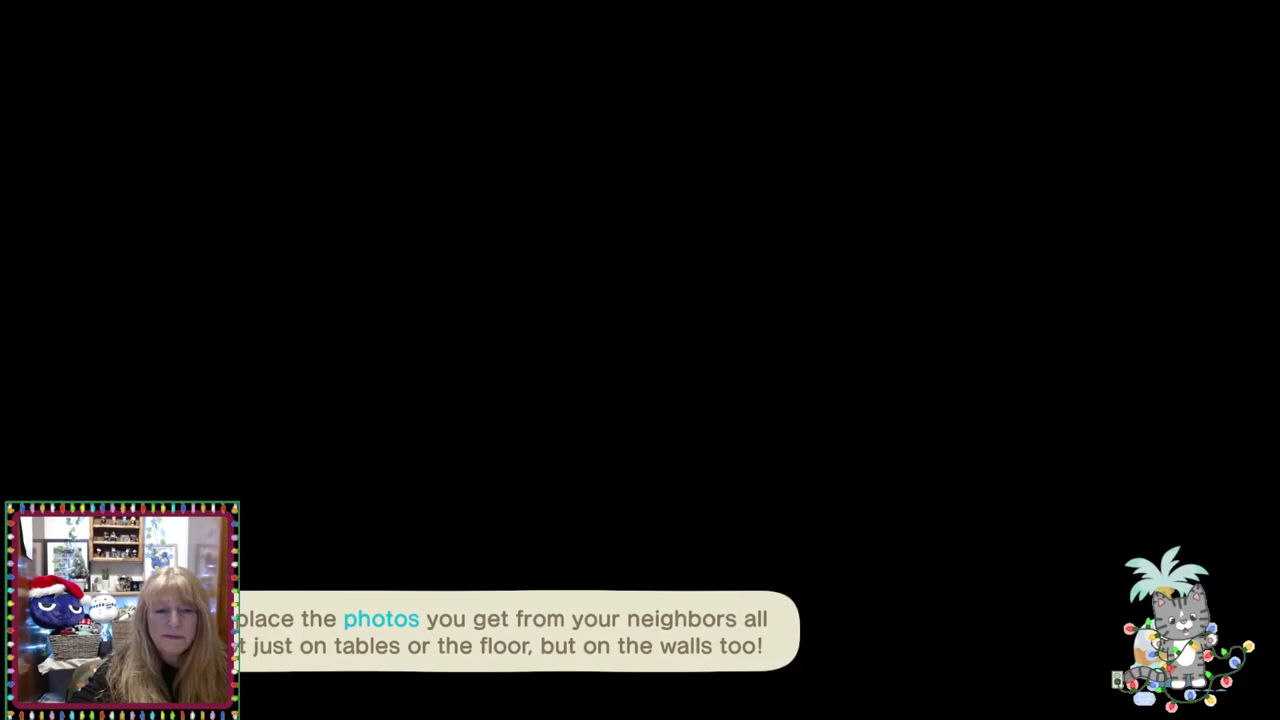 place the photos you get from your neighbors all
t just on tables or the floor, but on the walls too!